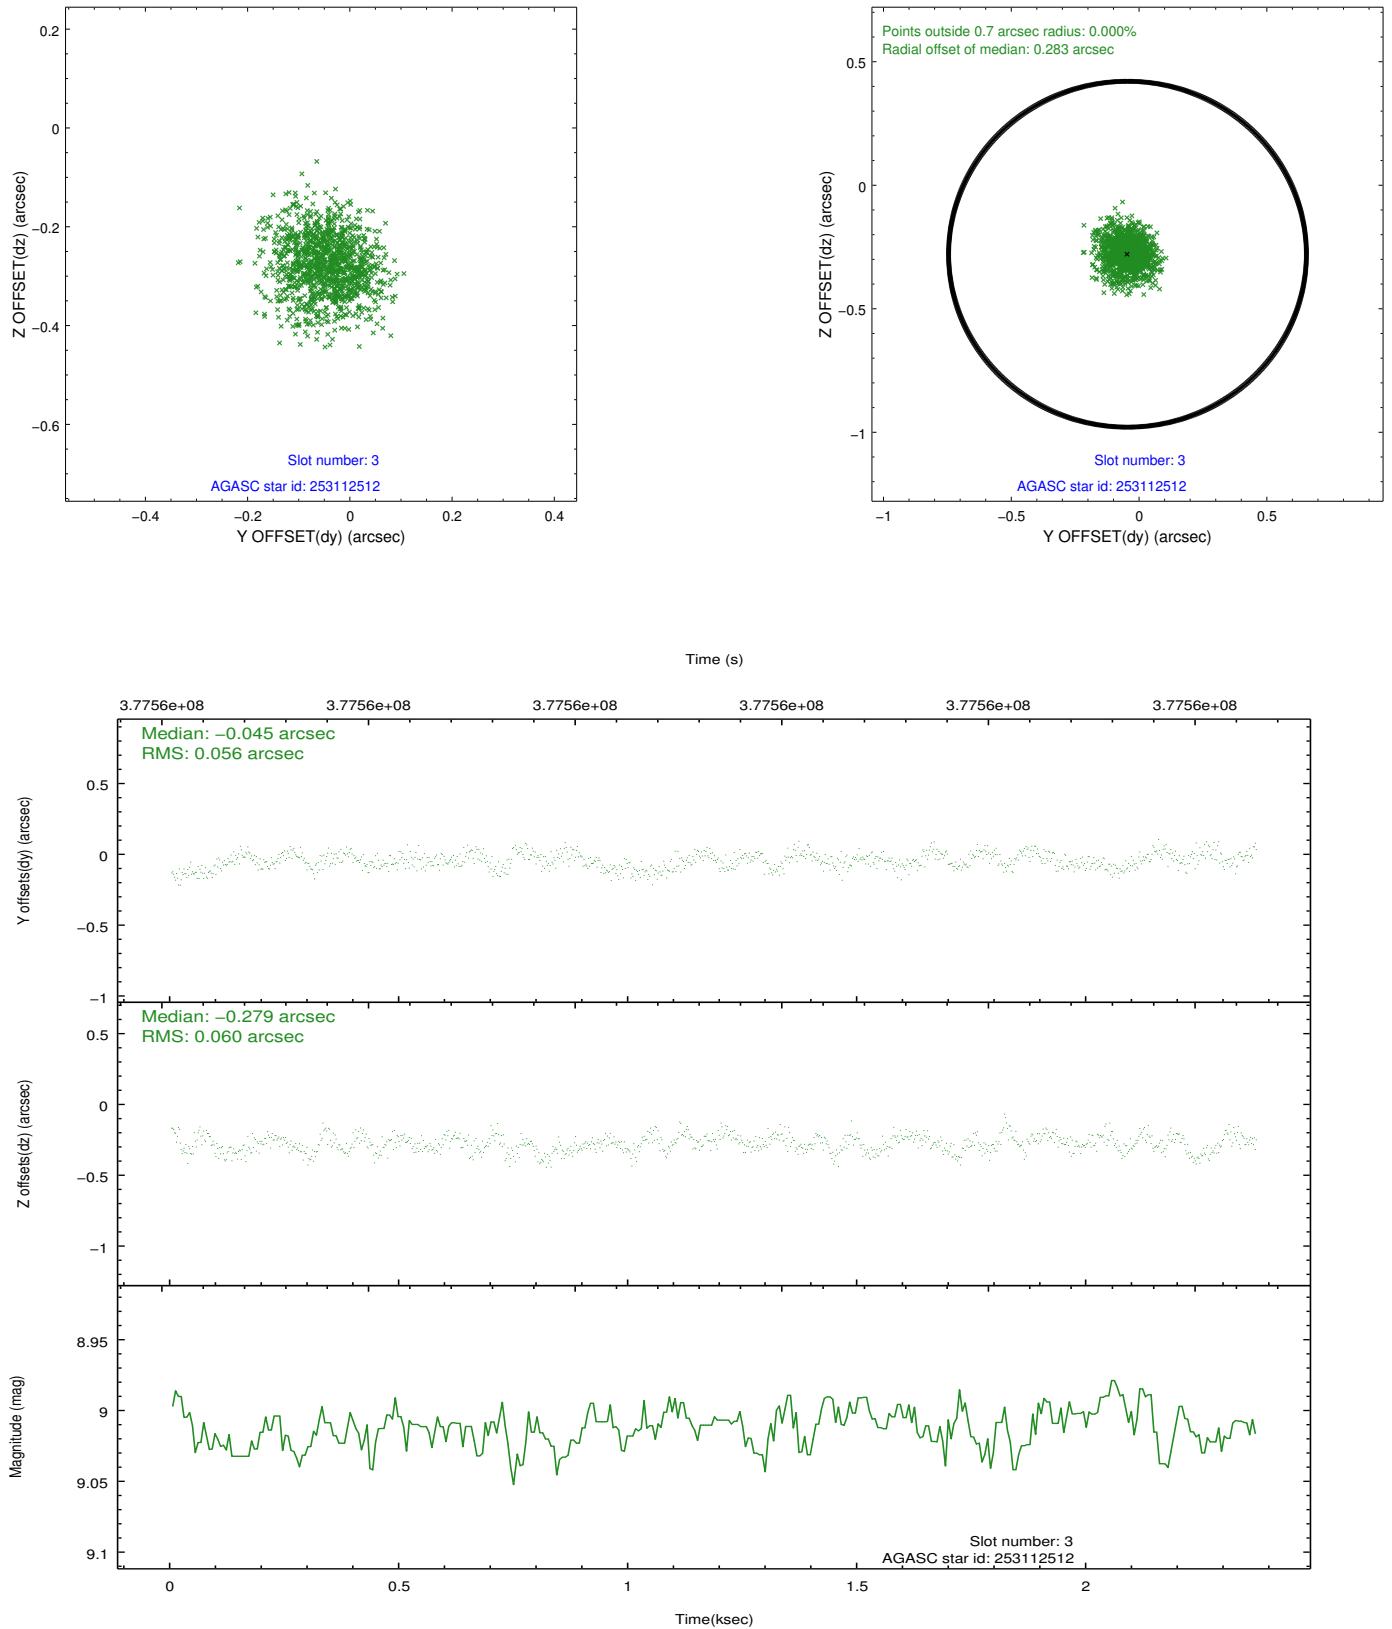 0.2
0
−0.2
−0.4
−0.6
Z OFFSET(dz) (arcsec)
−0.4
−0.2
0
0.2
0.4
Y OFFSET(dy) (arcsec)
Slot number: 3
AGASC star id: 253112512
Points outside 0.7 arcsec radius: 0.000%
Radial offset of median: 0.283 arcsec
0.5
0
−0.5
−1
Z OFFSET(dz) (arcsec)
−1
−0.5
0
0.5
Y OFFSET(dy) (arcsec)
Slot number: 3
AGASC star id: 253112512
Time (s)
3.7756e+08
3.7756e+08
3.7756e+08
3.7756e+08
3.7756e+08
3.7756e+08
Median: −0.045 arcsec
RMS: 0.056 arcsec
0.5
0
−0.5
−1
Y offsets(dy) (arcsec)
Median: −0.279 arcsec
RMS: 0.060 arcsec
0.5
0
−0.5
−1
Z offsets(dz) (arcsec)
8.95
9
9.05
9.1
Magnitude (mag)
Slot number: 3
AGASC star id: 253112512
0
0.5
1
1.5
2
Time(ksec)